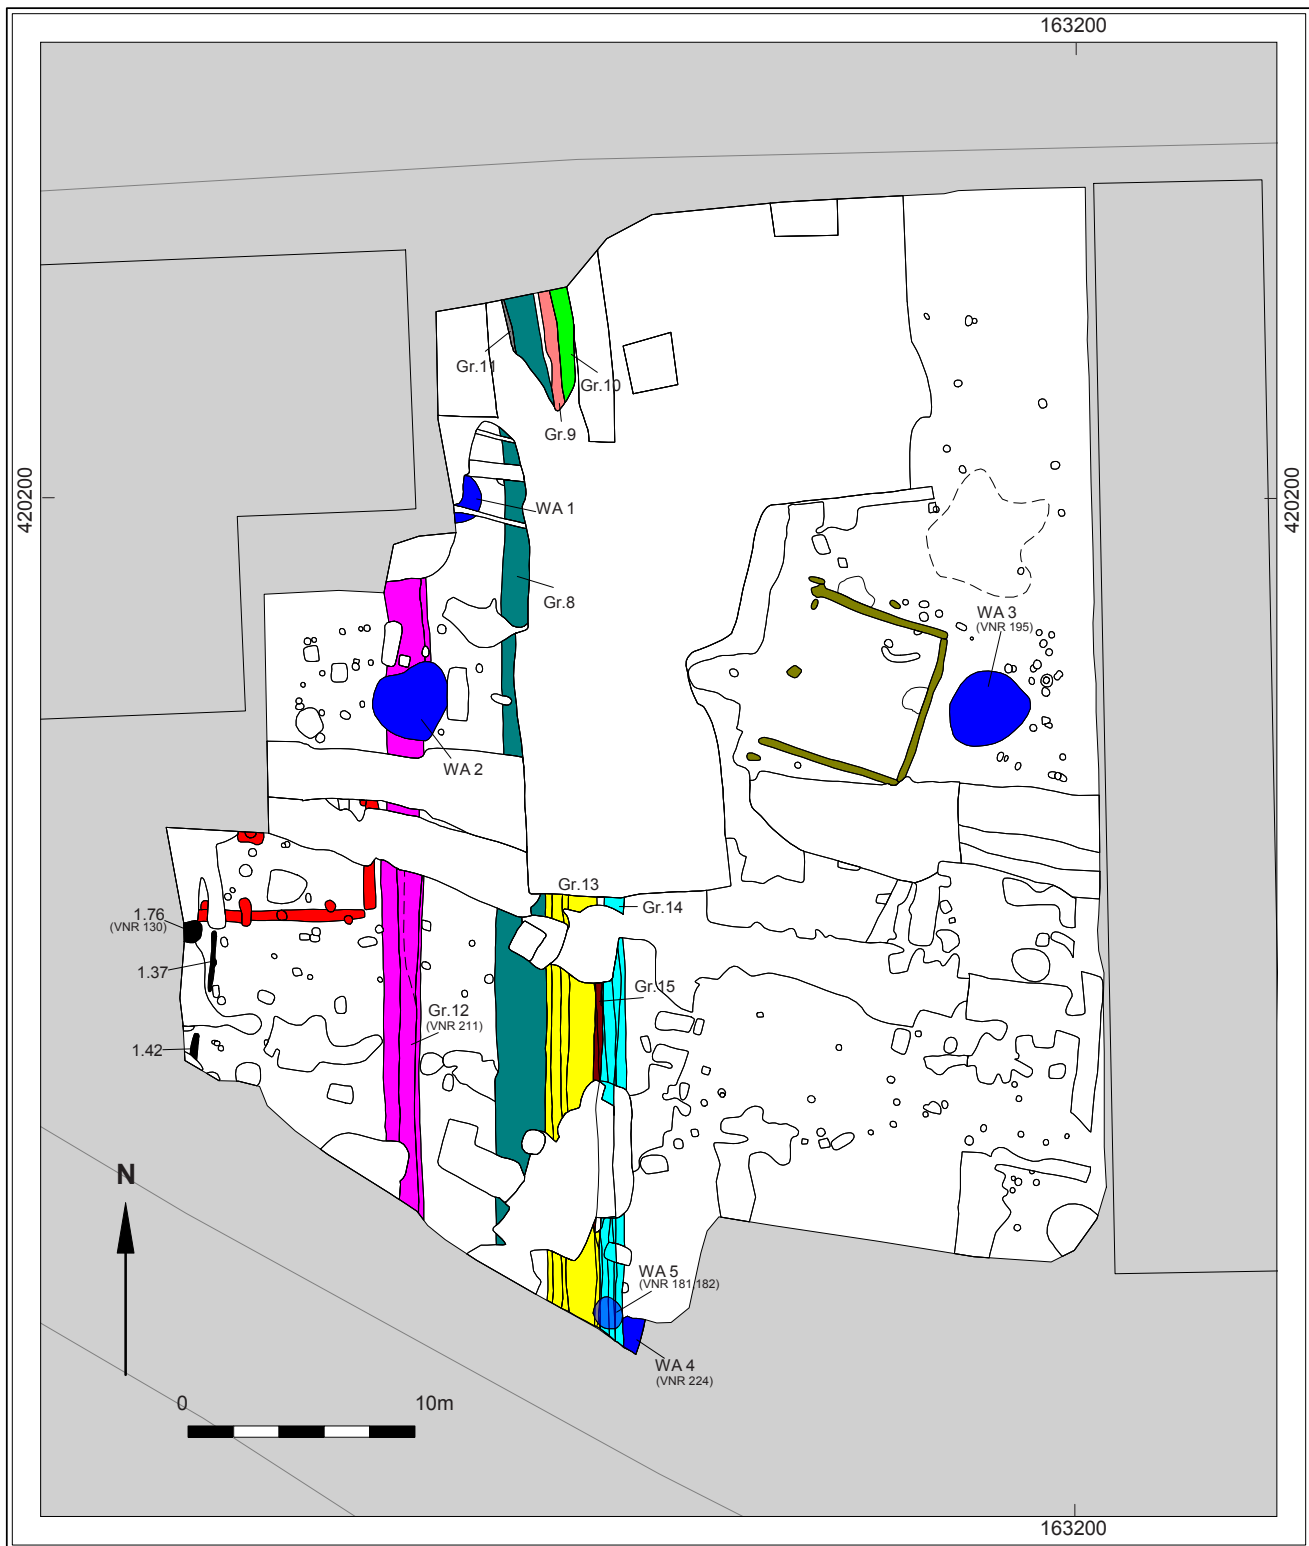 163200
Gr.11
Gr.10
Gr.9
420200
420200
WA 1
Gr.8
WA 3
(VNR 195)
WA 2
Gr.13
Gr.14
1.76
(VNR 130)
1.37
Gr.15
Gr.12
(VNR 211)
1.42
N
WA 5
(VNR 181,182)
WA 4
(VNR 224)
0
10m
163200